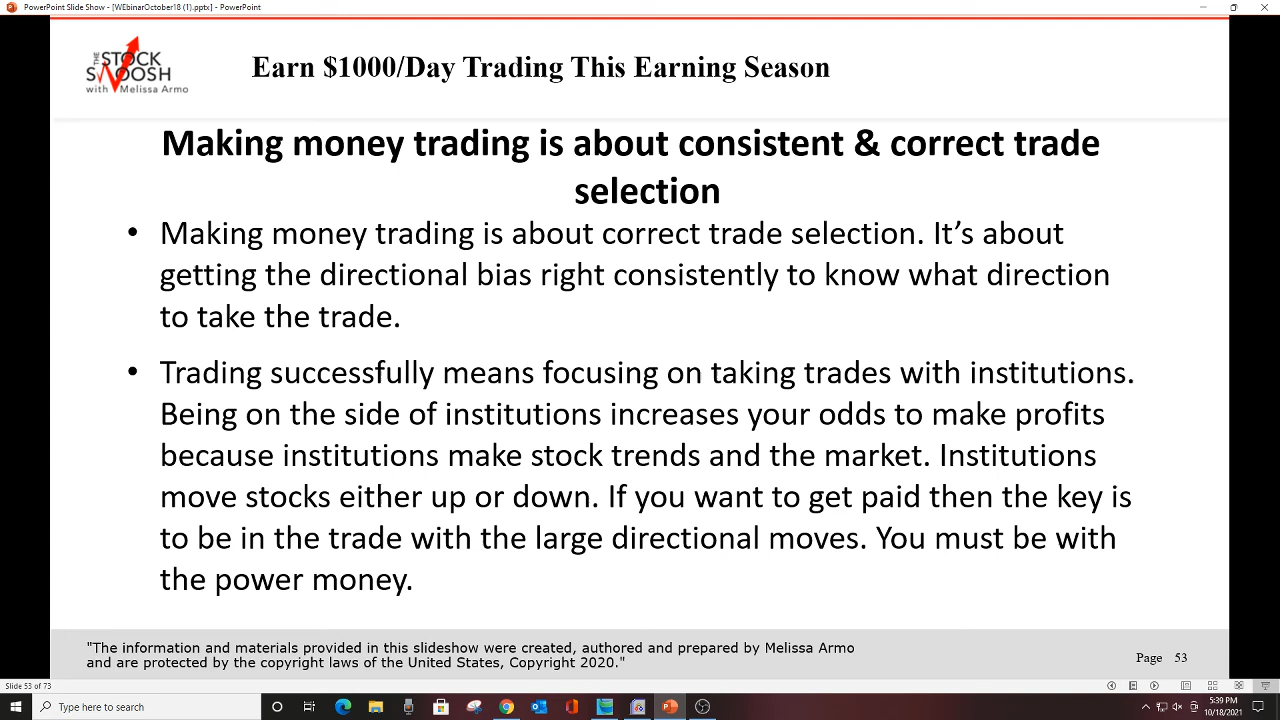 PowerPoint Slide Show - [WEbinarOctober18 (1).pptx] - PowerPoint
THE
STOCK
SWOOSH
with Melissa Armo
Earn $1000/Day Trading This Earning Season
Making money trading is about consistent & correct trade
selection
• Making money trading is about correct trade selection. It’s about
getting the directional bias right consistently to know what direction
to take the trade.
• Trading successfully means focusing on taking trades with institutions.
Being on the side of institutions increases your odds to make profits
because institutions make stock trends and the market. Institutions
move stocks either up or down. If you want to get paid then the key is
to be in the trade with the large directional moves. You must be with
the power money.
"The information and materials provided in this slideshow were created, authored and prepared by Melissa Armo
and are protected by the copyright laws of the United States, Copyright 2020."
Page 53
Slide 53 of 73
Type here to search
5:39 PM
10/18/2021